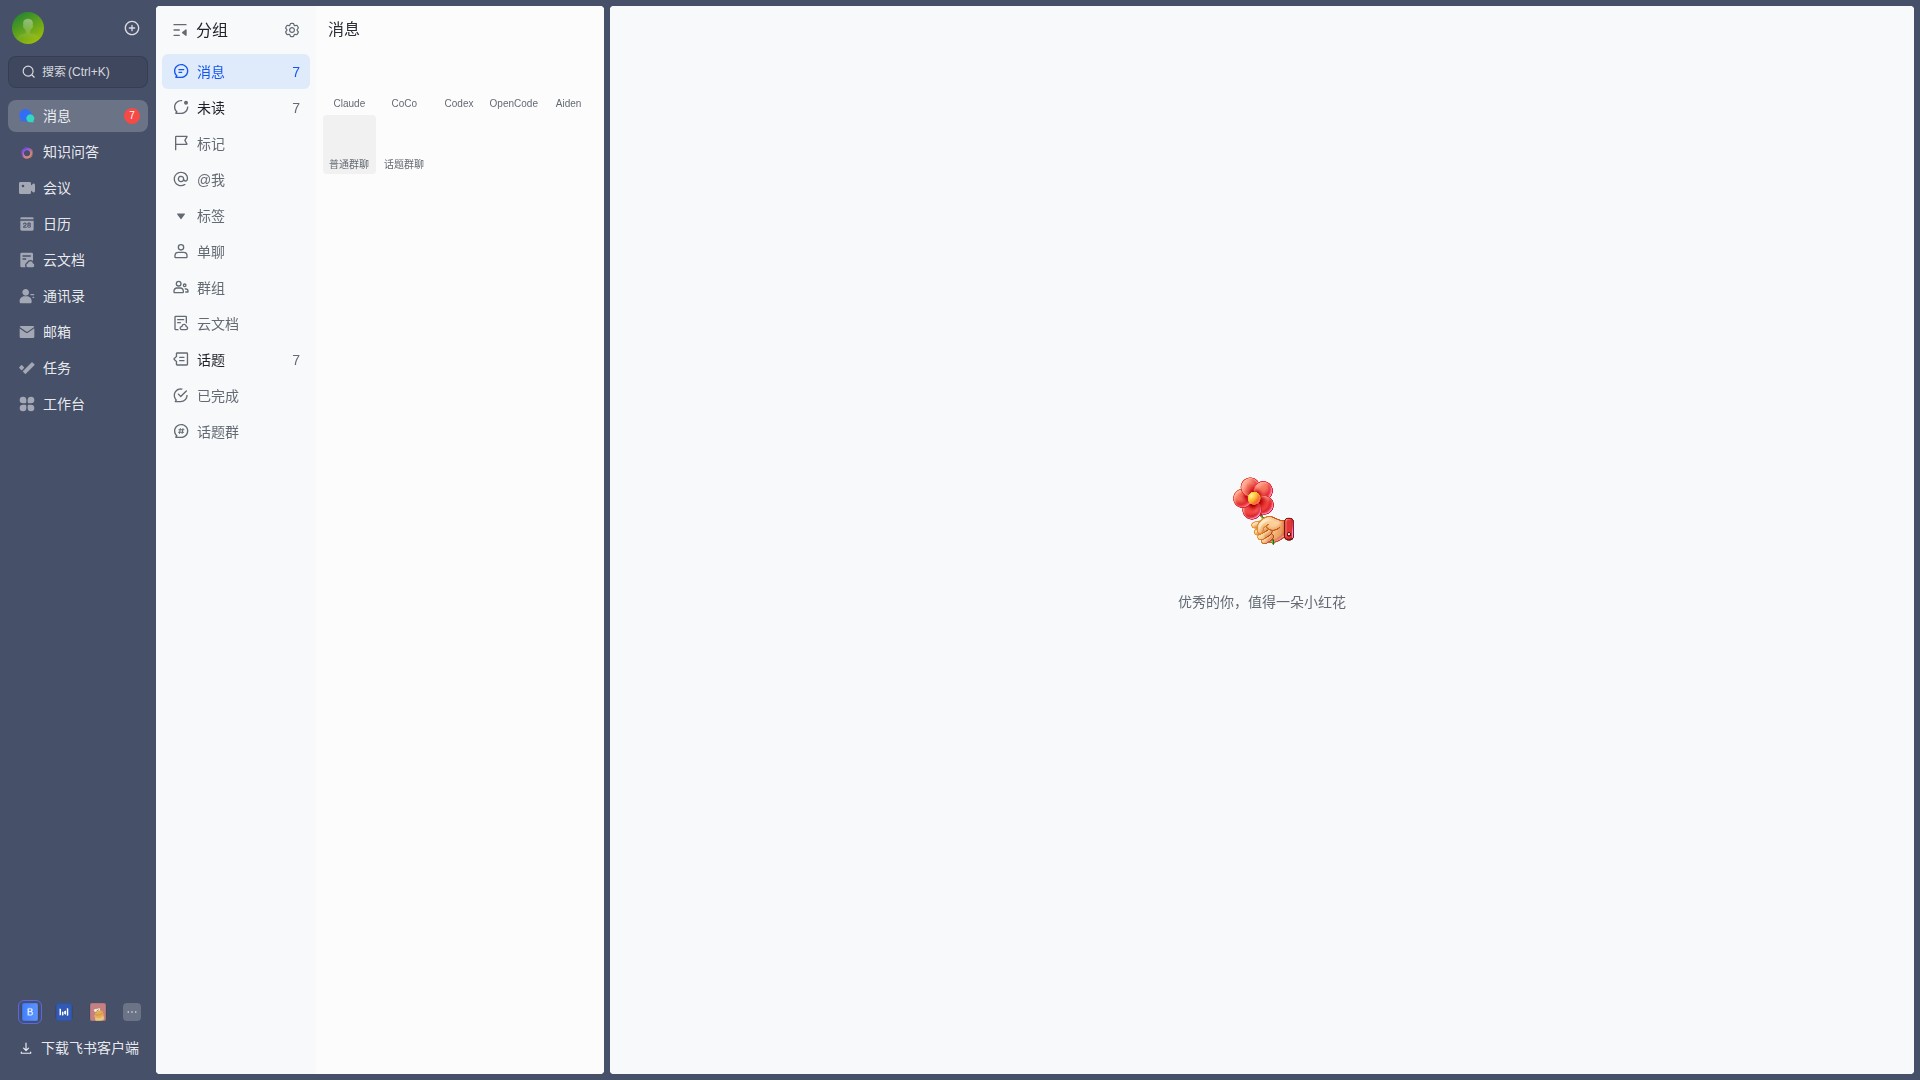 搜索 (Ctrl+K)
消息
7
知识问答
会议
日历
云文档
通讯录
邮箱
任务
工作台
B
下载飞书客户端
分组
消息
7
未读
7
标记
@我
标签
单聊
群组
云文档
话题
7
已完成
话题群
消息
Claude CoCo Codex OpenCode Aiden
普通群聊 话题群聊
优秀的你，值得一朵小红花